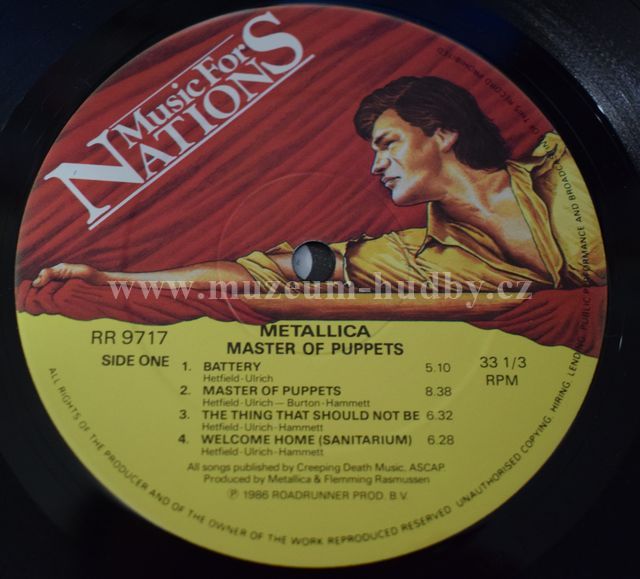 Music For
NATIONS
www.muzeum-hudby.cz
METALLICA
MASTER OF PUPPETS
RR 9717
SIDE ONE
33 1/3
RPM
1. BATTERY 5.10
Hetfield-Ulrich
2. MASTER OF PUPPETS 8.38
Hetfield-Ulrich — Burton-Hammett
3. THE THING THAT SHOULD NOT BE 6.32
Hetfield-Ulrich-Hammett
4. WELCOME HOME (SANITARIUM) 6.28
Hetfield-Ulrich-Hammett
All songs published by Creeping Death Music. ASCAP
Produced by Metallica & Flemming Rasmussen
℗ 1986 ROADRUNNER PROD. B.V.
ALL RIGHTS OF THE PRODUCER AND OF THE OWNER OF THE WORK REPRODUCED RESERVED UNAUTHORISED COPYING, HIRING, LENDING, PUBLIC PERFORMANCE AND BROADCASTING OF THIS RECORD PROHIBITED